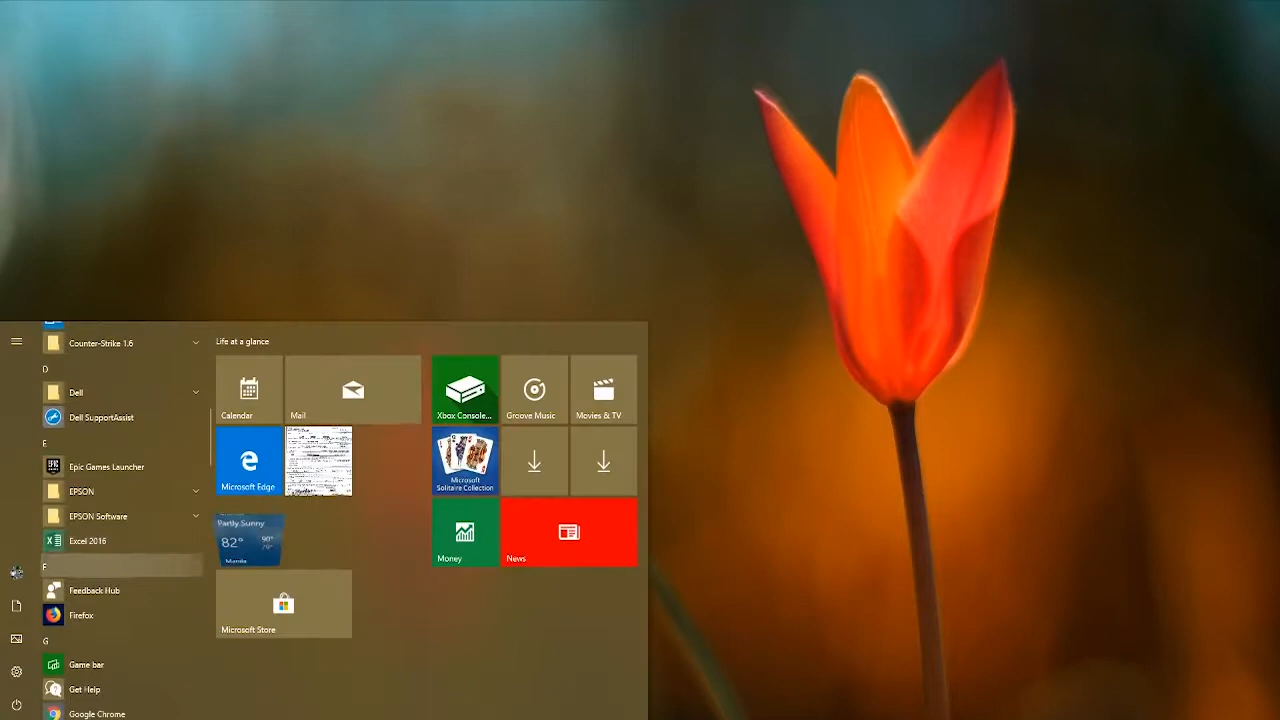 Counter-Strike 1.6
D
Dell
Dell SupportAssist
E
Epic Games Launcher
EPSON
EPSON Software
Excel 2016
F
Feedback Hub
Firefox
G
Game bar
Get Help
Google Chrome
Life at a glance
Calendar
Mail
Microsoft Edge
Partly Sunny
82°
90°
79°
Manila
Microsoft Store
Xbox Console...
Groove Music
Movies & TV
Microsoft
Solitaire Collection
Money
News